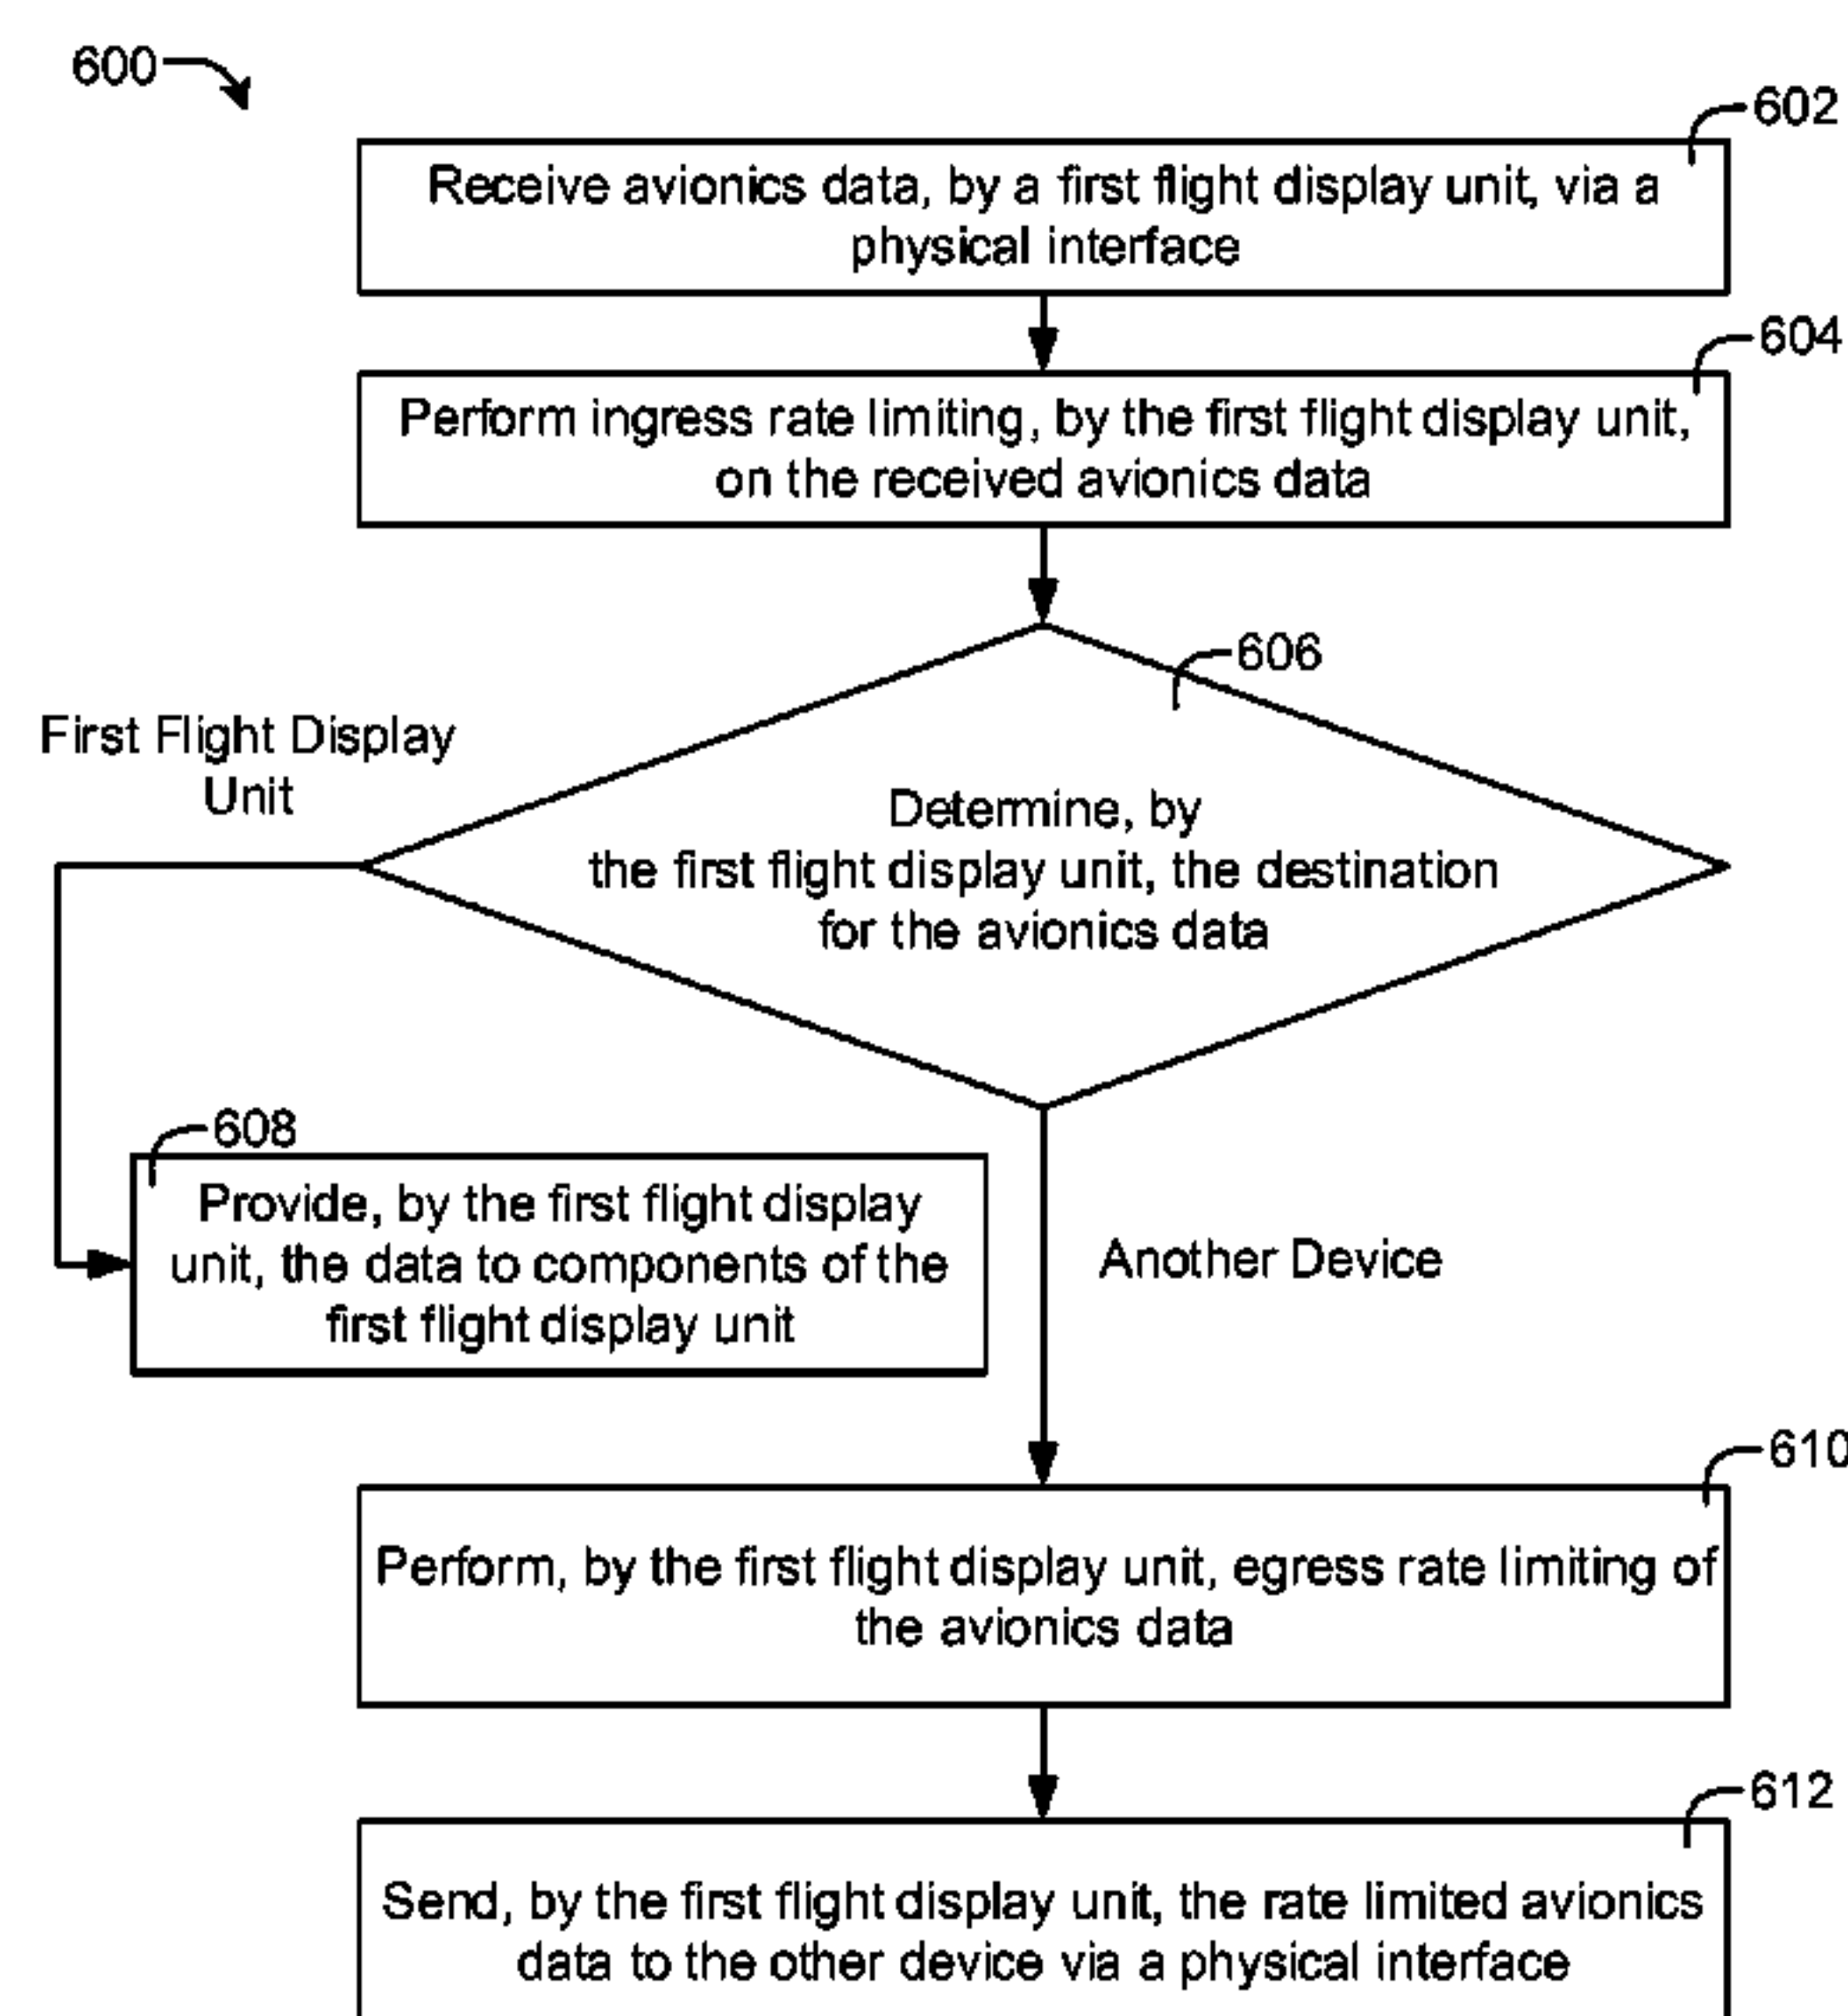 600
602
Receive avionics data, by a first flight display unit, via a
physical interface
604
Perform ingress rate limiting, by the first flight display unit,
on the received avionics data
606
First Flight Display
Unit
Determine, by
the first flight display unit, the destination
for the avionics data
608
Provide, by the first flight display
unit, the data to components of the
first flight display unit
Another Device
610
Perform, by the first flight display unit, egress rate limiting of
the avionics data
612
Send, by the first flight display unit, the rate limited avionics
data to the other device via a physical interface